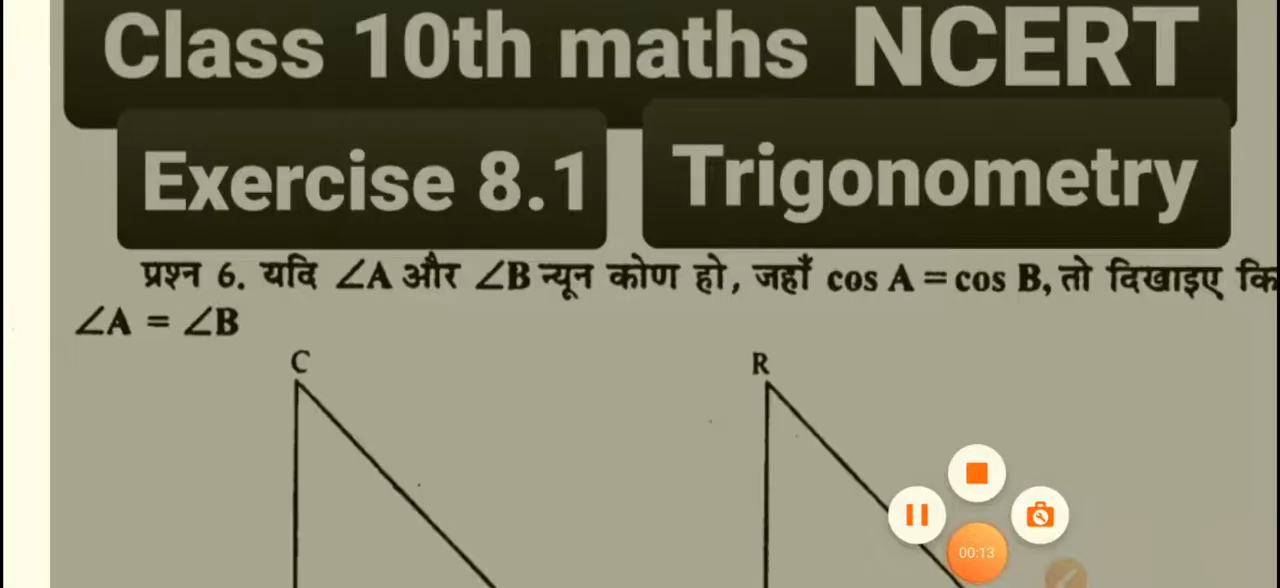 Class 10th maths NCERT
Exercise 8.1 Trigonometry
प्रश्न 6. यदि ∠A और ∠B न्यून कोण हो, जहाँ cos A = cos B, तो दिखाइए कि
∠A = ∠B
C R
00:13